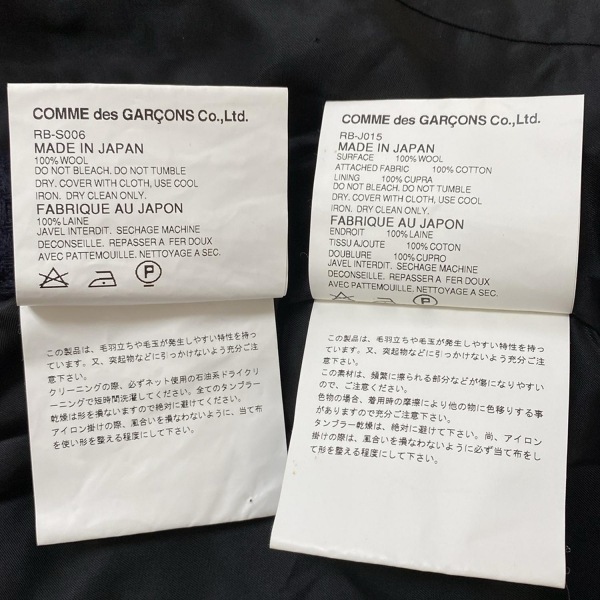 COMME des GARÇONS Co.,Ltd.
RB-S006
MADE IN JAPAN
100% WOOL
DO NOT BLEACH. DO NOT TUMBLE
DRY. COVER WITH CLOTH, USE COOL
IRON. DRY CLEAN ONLY.
FABRIQUE AU JAPON
100% LAINE
JAVEL INTERDIT. SECHAGE MACHINE
DECONSEILLE. REPASSER A FER DOUX
AVEC PATTEMOUILLE. NETTOYAGE A SEC.
P
この製品は、毛羽立ちや毛玉が発生しやすい特性を持っ
ています。又、突起物などに引っかけないよう充分ご注
意下さい。
クリーニングの際、必ずネット使用の石油系ドライクリ
ーニングで短時間洗濯してください。全てのタンブラー
乾燥は形を損ないますので絶対に避けてください。
アイロン掛けの際、風合いを損なわないように、当て布
を使い形を整える程度にして下さい。
COMME des GARÇONS Co.,Ltd.
RB-J015
MADE IN JAPAN
SURFACE 100% WOOL
ATTACHED FABRIC 100% COTTON
LINING 100% CUPRA
DO NOT BLEACH. DO NOT TUMBLE
DRY. COVER WITH CLOTH, USE COOL
IRON. DRY CLEAN ONLY.
FABRIQUE AU JAPON
ENDROIT 100% LAINE
TISSU AJOUTE 100% COTON
DOUBLURE 100% CUPRO
JAVEL INTERDIT. SECHAGE MACHINE
DECONSEILLE. REPASSER A FER DOUX
AVEC PATTEMOUILLE. NETTOYAGE A SEC.
この製品は、毛羽立ちや毛玉が発生しやすい特性を持っ
ています。又、突起物などに引っかけないよう充分ご注
意下さい。
この素材は、頻繁に擦られる部分などが傷になりやすい
ので、ご注意ください。
色物の場合、着用時の摩擦により他の物に色移りする事
がありますので充分ご注意下さい。
タンブラー乾燥は、絶対に避けて下さい。尚、アイロン
掛けの際は、風合いを損なわないように必ず当て布をし
て形を整える程度にして下さい。